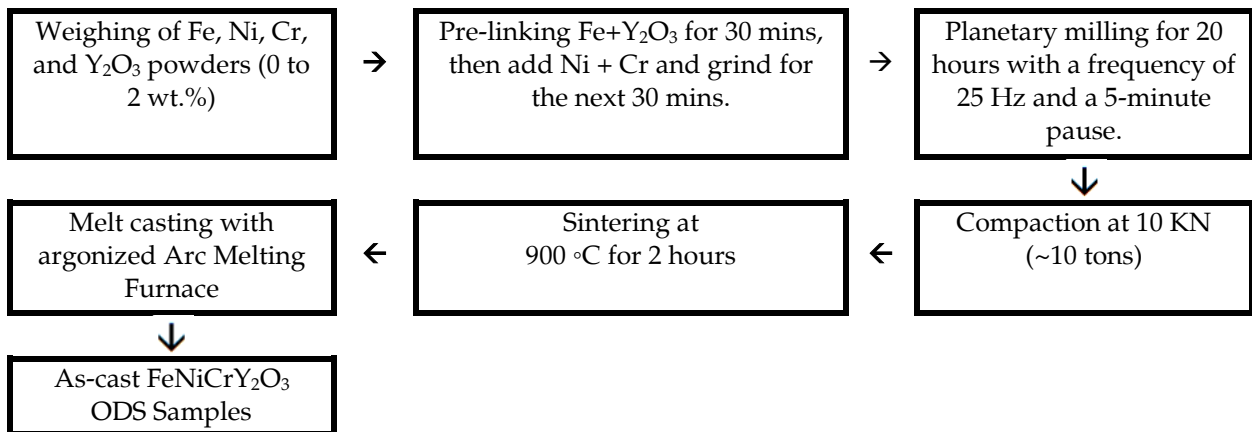 Weighing of Fe, Ni, Cr,
and Y₂O₃ powders (0 to
2 wt.%)
→
Pre-linking Fe+Y₂O₃ for 30 mins,
then add Ni + Cr and grind for
the next 30 mins.
→
Planetary milling for 20
hours with a frequency of
25 Hz and a 5-minute
pause.
↓
Compaction at 10 KN
(~10 tons)
←
Sintering at
900 ∘C for 2 hours
←
Melt casting with
argonized Arc Melting
Furnace
↓
As-cast FeNiCrY₂O₃
ODS Samples